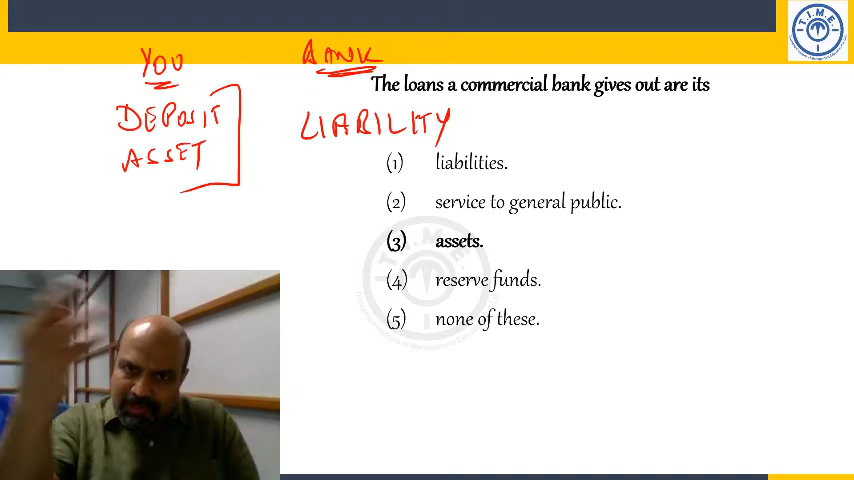 T.I.M.E.
YOU
BANK
The loans a commercial bank gives out are its
DEPOSIT
LIABILITY
ASSET
(1) liabilities.
(2) service to general public.
(3) assets.
(4) reserve funds.
(5) none of these.